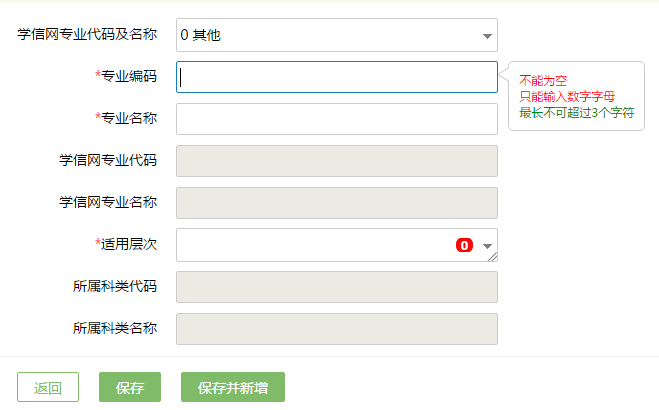 学信网专业代码及名称 0 其他
*专业编码
不能为空
只能输入数字字母
最长不可超过3个字符
*专业名称
学信网专业代码
学信网专业名称
*适用层次 0
所属科类代码
所属科类名称
返回 保存 保存并新增